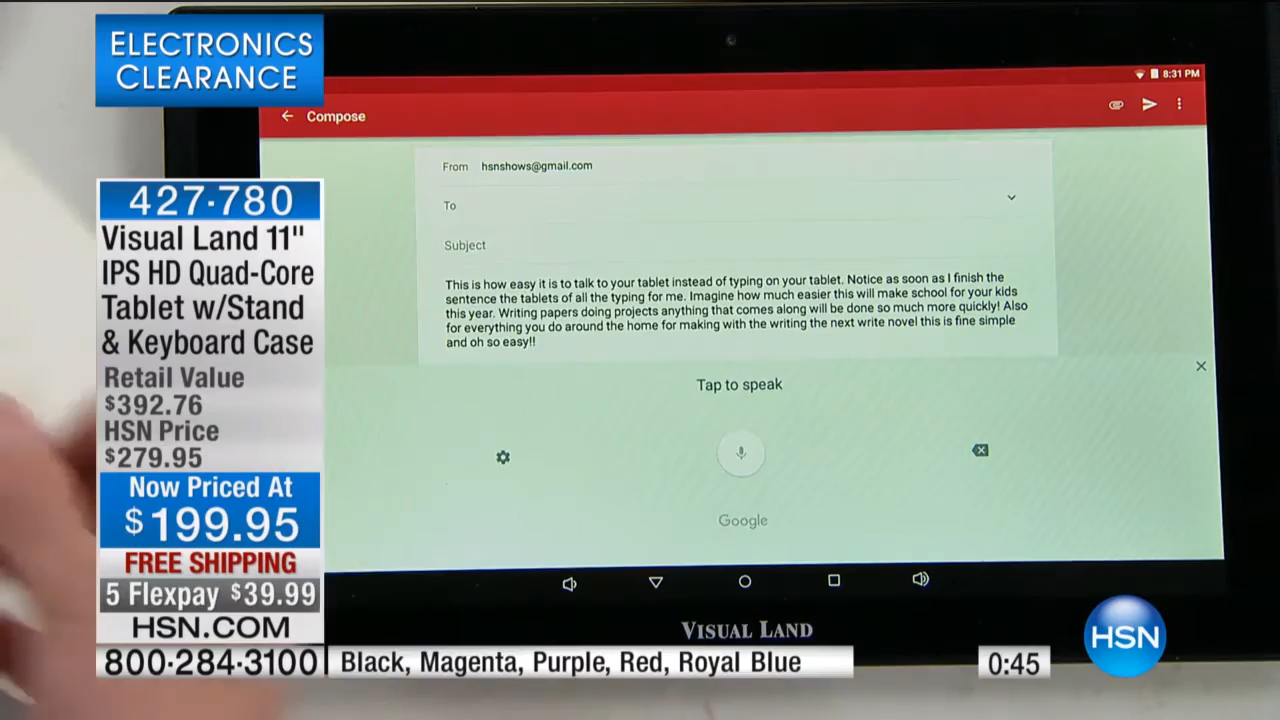 ELECTRONICS
CLEARANCE
427-780
Visual Land 11"
IPS HD Quad-Core
Tablet w/Stand
& Keyboard Case
Retail Value
$392.76
HSN Price
$279.95
Now Priced At
$199.95
FREE SHIPPING
5 Flexpay $39.99
HSN.COM
800-284-3100
Black, Magenta, Purple, Red, Royal Blue
0:45
HSN
8:31 PM
Compose
From hsnshows@gmail.com
To
Subject
This is how easy it is to talk to your tablet instead of typing on your tablet. Notice as soon as I finish the
sentence the tablets of all the typing for me. Imagine how much easier this will make school for your kids
this year. Writing papers doing projects anything that comes along will be done so much more quickly! Also
for everything you do around the home for making with the writing the next write novel this is fine simple
and oh so easy!!
Tap to speak
Google
VISUAL LAND